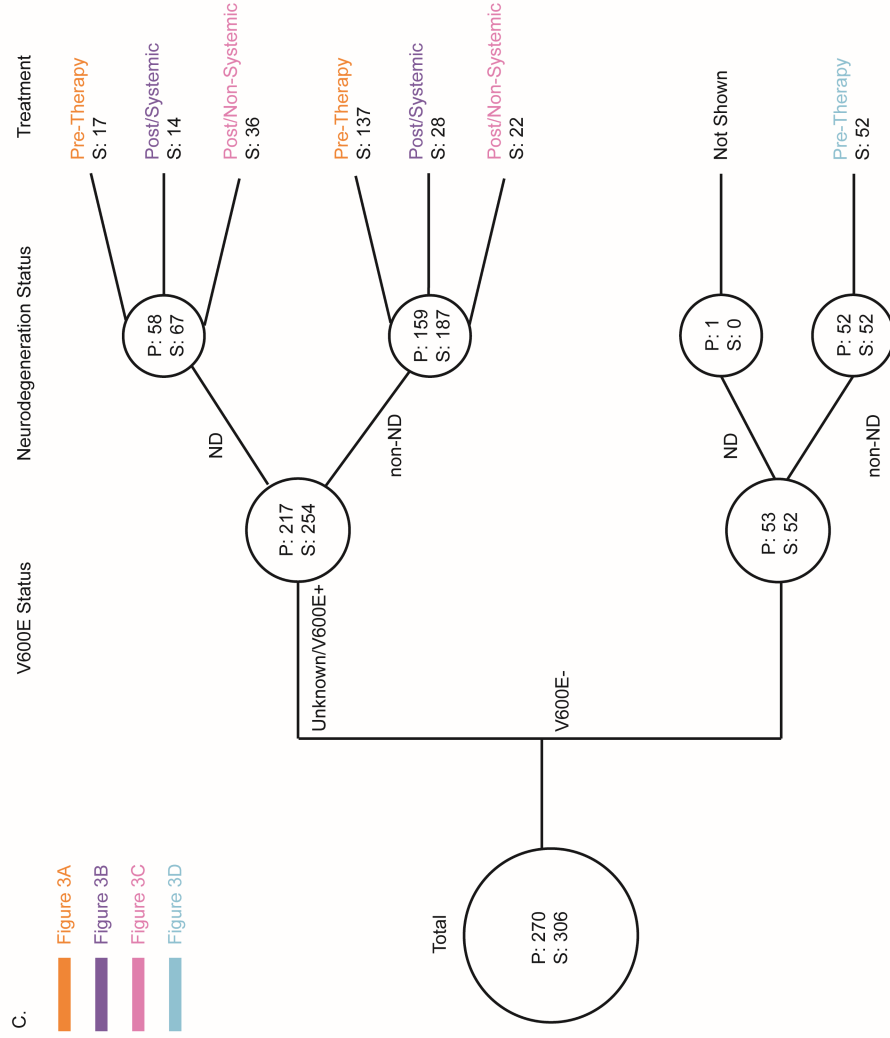 C.
Figure 3A
Figure 3B
Figure 3C
Figure 3D
V600E Status
Neurodegeneration Status
Treatment
Total
P: 270
S: 306
Unknown/V600E+
V600E-
P: 217
S: 254
ND
non-ND
P: 58
S: 67
Pre-Therapy
S: 17
Post/Systemic
S: 14
Post/Non-Systemic
S: 36
P: 159
S: 187
Pre-Therapy
S: 137
Post/Systemic
S: 28
Post/Non-Systemic
S: 22
P: 53
S: 52
ND
non-ND
P: 1
S: 0
Not Shown
P: 52
S: 52
Pre-Therapy
S: 52